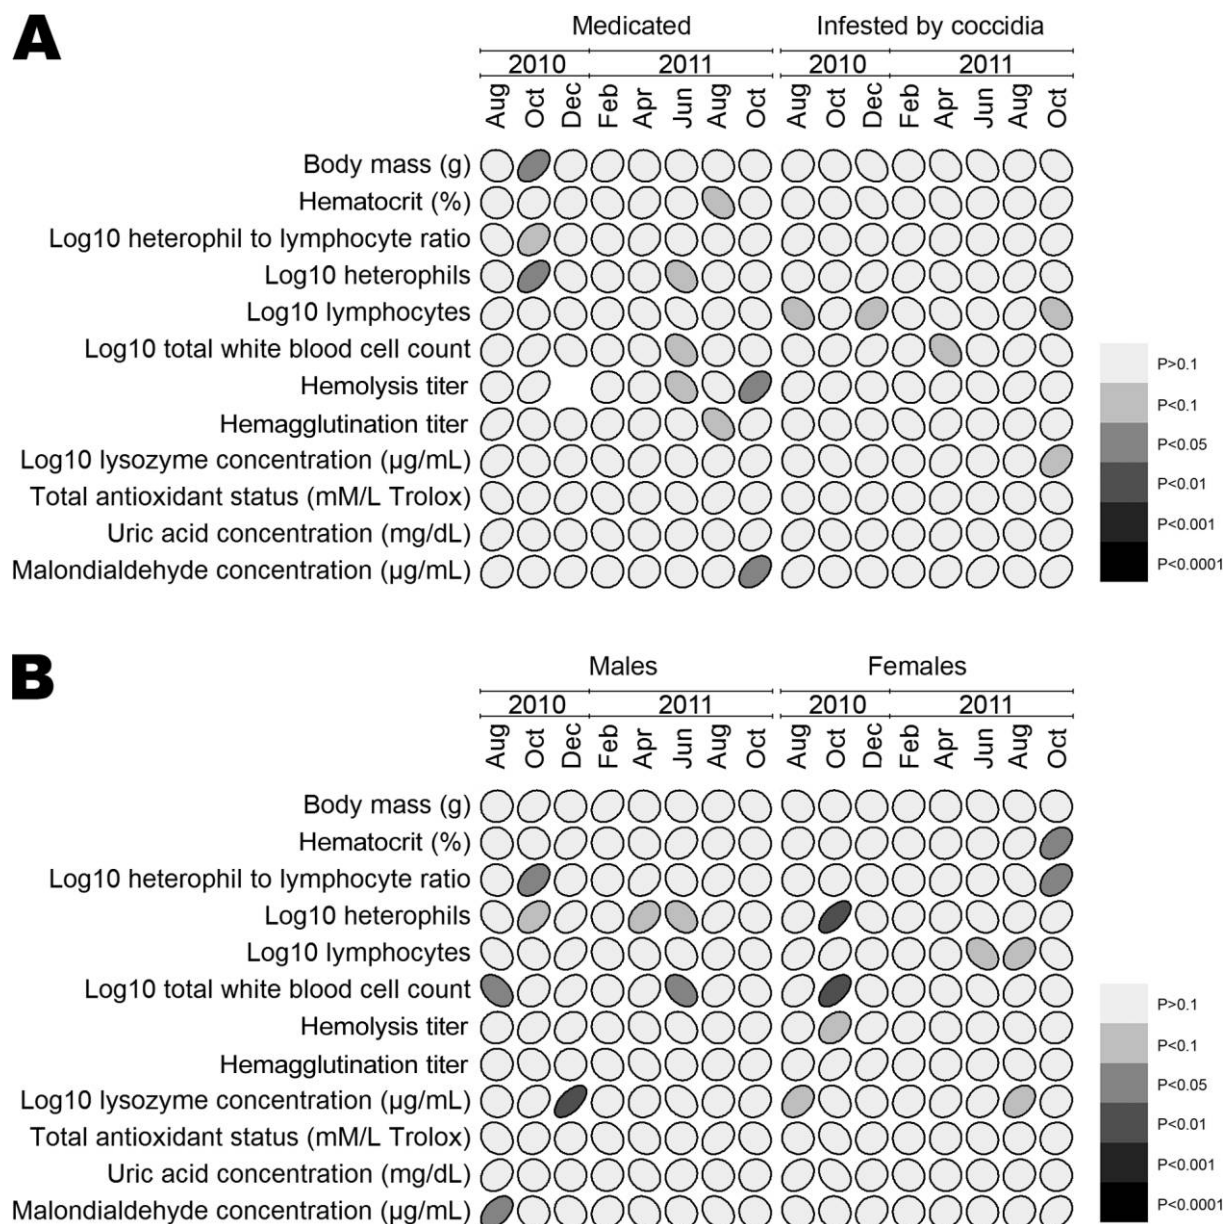 A
Medicated Infested by coccidia
2010 2011 2010 2011
Aug Oct Dec Feb Apr Jun Aug Oct Aug Oct Dec Feb Apr Jun Aug Oct
Body mass (g)
Hematocrit (%)
Log10 heterophil to lymphocyte ratio
Log10 heterophils
Log10 lymphocytes
Log10 total white blood cell count
Hemolysis titer
Hemagglutination titer
Log10 lysozyme concentration (µg/mL)
Total antioxidant status (mM/L Trolox)
Uric acid concentration (mg/dL)
Malondialdehyde concentration (µg/mL)
P>0.1
P<0.1
P<0.05
P<0.01
P<0.001
P<0.0001
B
Males Females
2010 2011 2010 2011
Aug Oct Dec Feb Apr Jun Aug Oct Aug Oct Dec Feb Apr Jun Aug Oct
Body mass (g)
Hematocrit (%)
Log10 heterophil to lymphocyte ratio
Log10 heterophils
Log10 lymphocytes
Log10 total white blood cell count
Hemolysis titer
Hemagglutination titer
Log10 lysozyme concentration (µg/mL)
Total antioxidant status (mM/L Trolox)
Uric acid concentration (mg/dL)
Malondialdehyde concentration (µg/mL)
P>0.1
P<0.1
P<0.05
P<0.01
P<0.001
P<0.0001